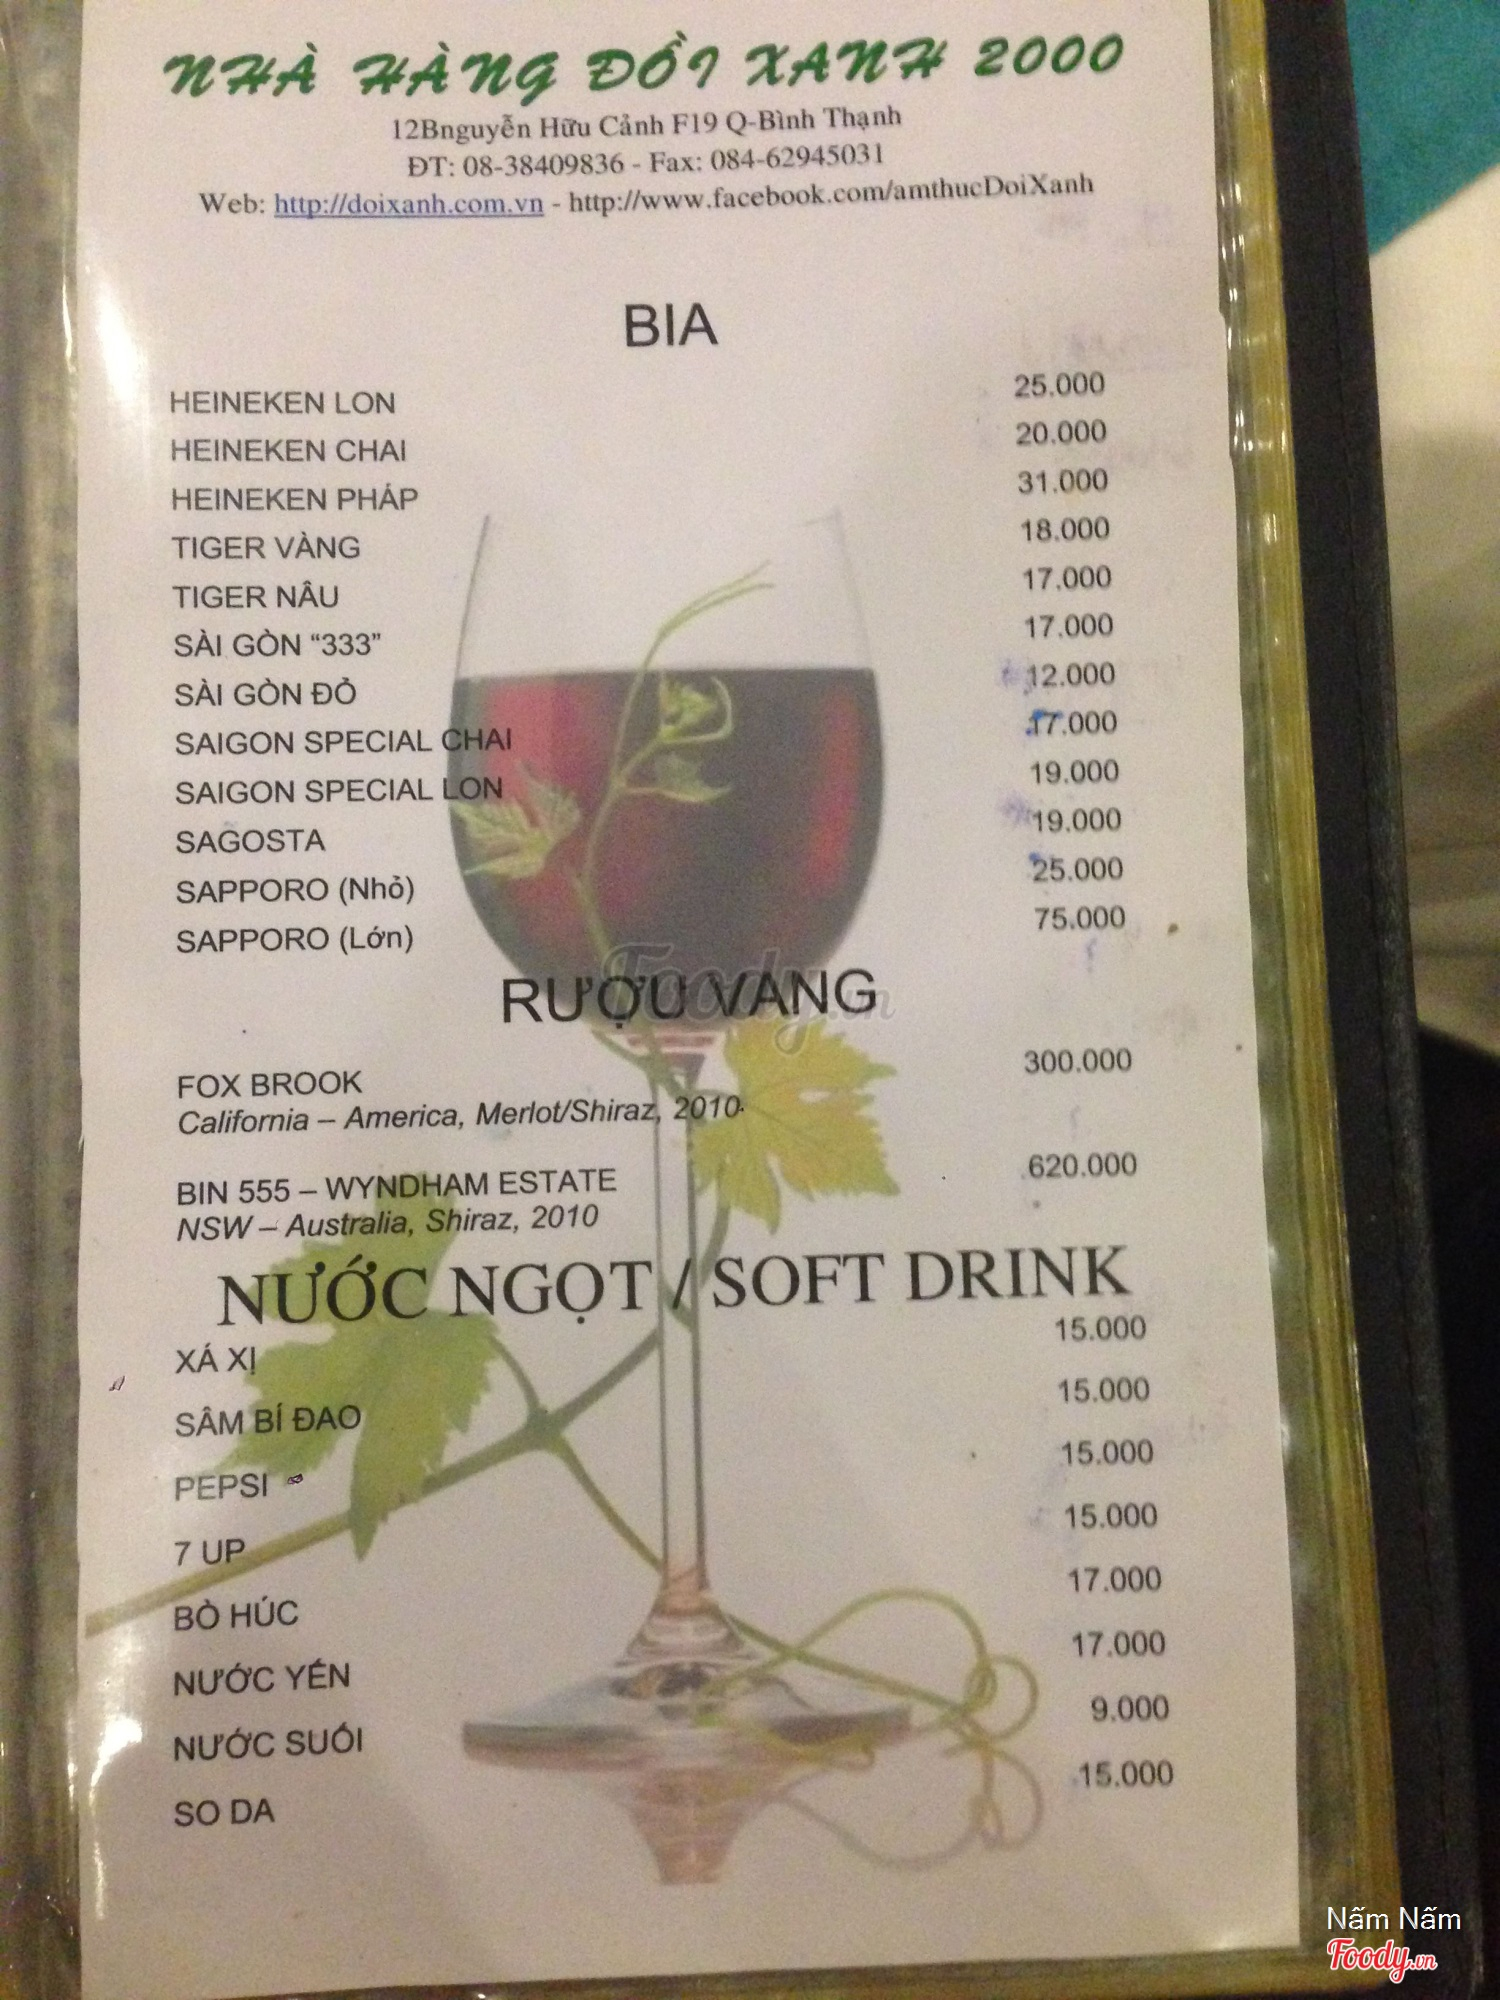 NHÀ HÀNG ĐỒI XANH 2000
12Bnguyễn Hữu Cảnh F19 Q-Bình Thạnh
ĐT: 08-38409836 - Fax: 084-62945031
Web: http://doixanh.com.vn - http://www.facebook.com/amthucDoiXanh
BIA
HEINEKEN LON 25.000
HEINEKEN CHAI 20.000
HEINEKEN PHÁP 31.000
TIGER VÀNG 18.000
TIGER NÂU 17.000
SÀI GÒN “333” 17.000
SÀI GÒN ĐỎ 12.000
SAIGON SPECIAL CHAI 17.000
SAIGON SPECIAL LON 19.000
SAGOSTA 19.000
SAPPORO (Nhỏ) 25.000
SAPPORO (Lớn) 75.000
RƯỢU VANG
Foody.vn
FOX BROOK 300.000
California – America, Merlot/Shiraz, 2010
BIN 555 – WYNDHAM ESTATE 620.000
NSW – Australia, Shiraz, 2010
NƯỚC NGỌT / SOFT DRINK
XÁ XỊ 15.000
SÂM BÍ ĐAO 15.000
PEPSI 15.000
7 UP 15.000
BÒ HÚC 17.000
NƯỚC YẾN 17.000
NƯỚC SUỐI 9.000
SO DA 15.000
Nấm Nấm
Foody.vn